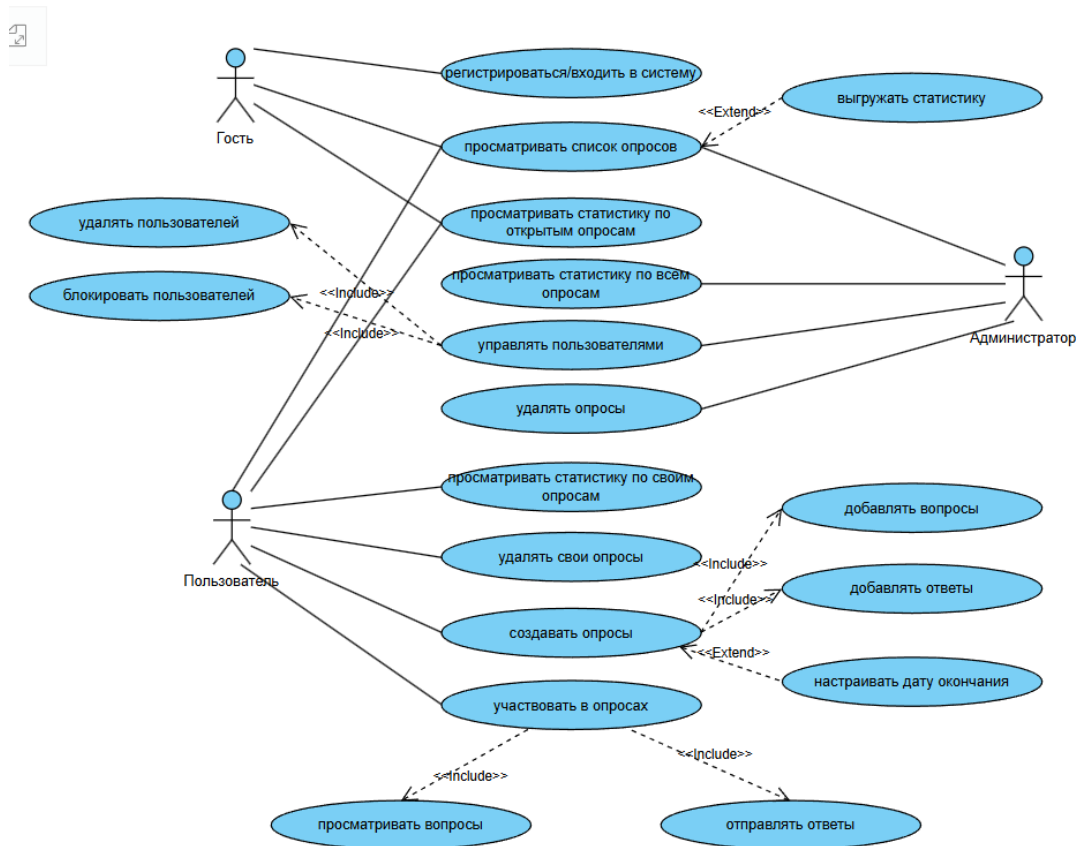 регистрироваться/входить в систему
выгружать статистику
<<Extend>>
Гость
просматривать список опросов
удалять пользователей
просматривать статистику по
открытым опросам
просматривать статистику по всем
опросам
блокировать пользователей
<<Include>>
<<Include>>
управлять пользователями
Администратор
удалять опросы
просматривать статистику по своим
опросам
добавлять вопросы
Пользователь
удалять свои опросы
<<Include>>
<<Include>>
добавлять ответы
создавать опросы
<<Extend>>
настраивать дату окончания
участвовать в опросах
<<Include>>
<<Include>>
просматривать вопросы
отправлять ответы